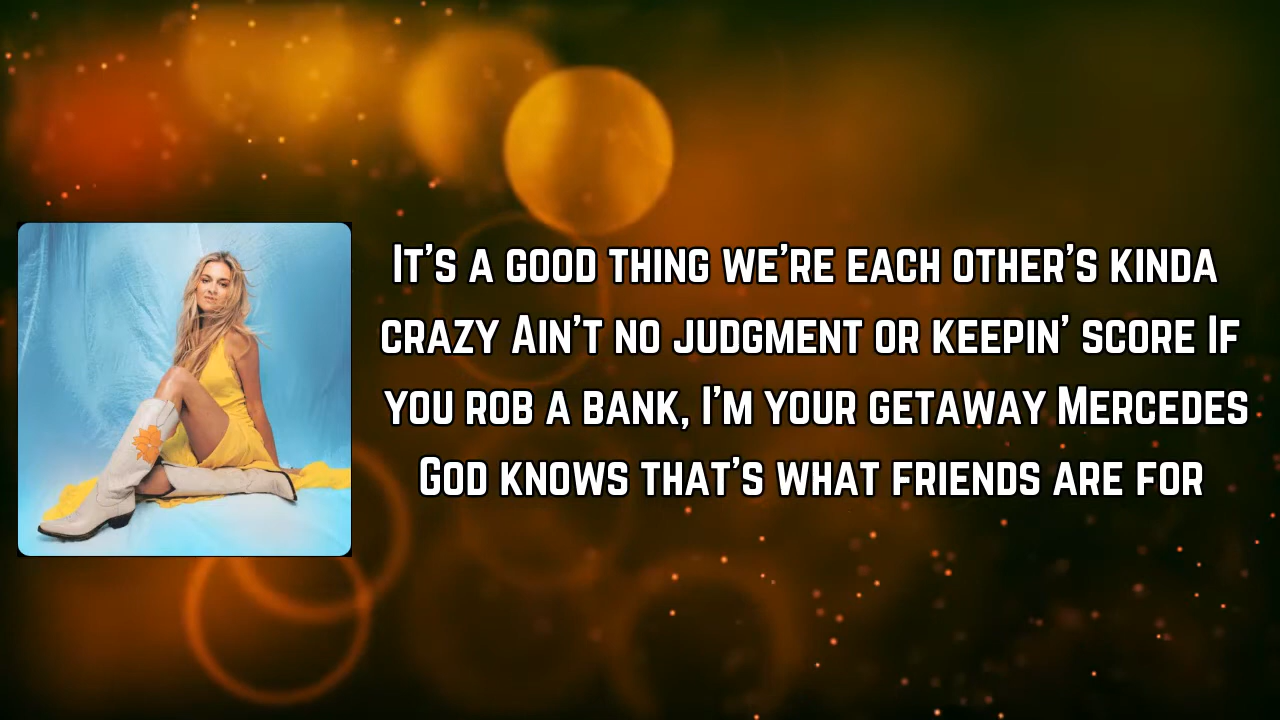 It's a good thing we're each other's kinda
crazy Ain't no judgment or keepin' score If
you rob a bank, I'm your getaway Mercedes
God knows that's what friends are for